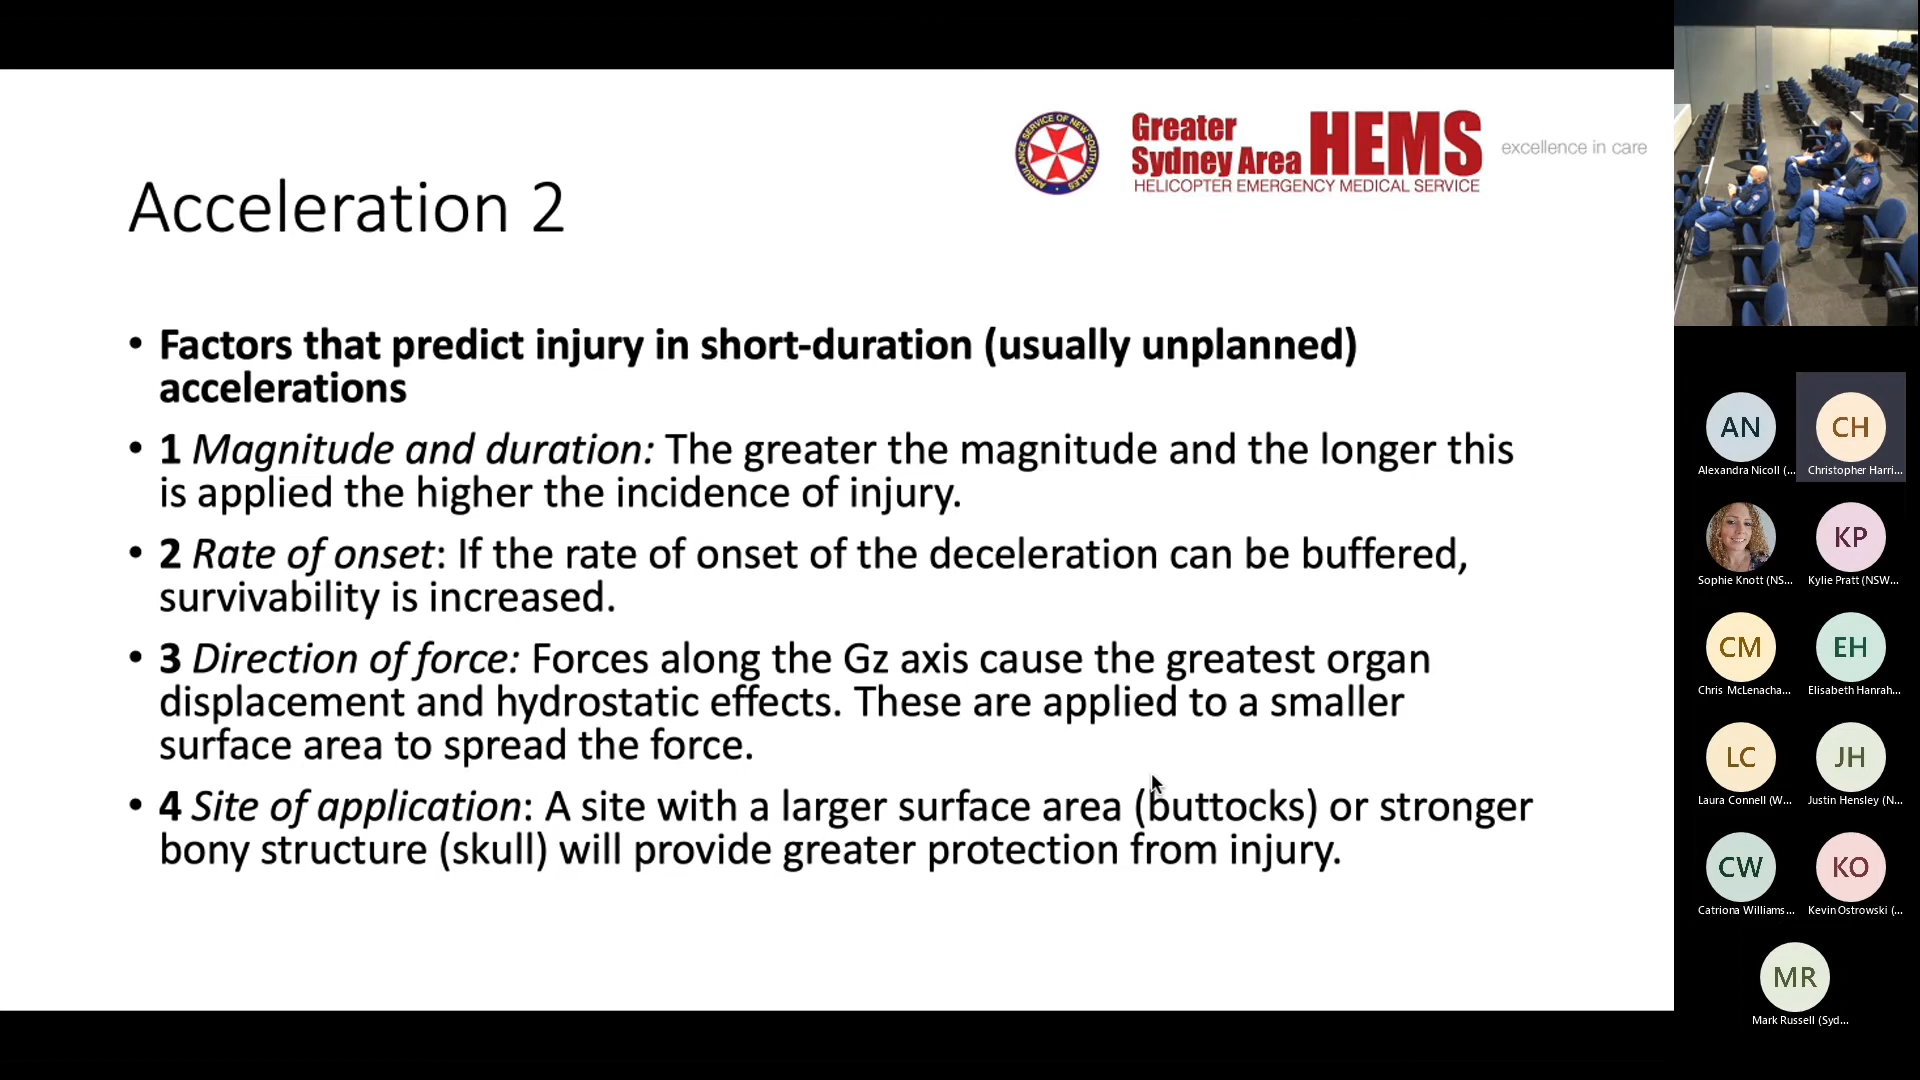 AMBULANCE SERVICE OF NEW SOUTH WALES
Greater
Sydney Area HEMS
HELICOPTER EMERGENCY MEDICAL SERVICE
excellence in care
Acceleration 2
• Factors that predict injury in short-duration (usually unplanned)
accelerations
• 1 Magnitude and duration: The greater the magnitude and the longer this
is applied the higher the incidence of injury.
• 2 Rate of onset: If the rate of onset of the deceleration can be buffered,
survivability is increased.
• 3 Direction of force: Forces along the Gz axis cause the greatest organ
displacement and hydrostatic effects. These are applied to a smaller
surface area to spread the force.
• 4 Site of application: A site with a larger surface area (buttocks) or stronger
bony structure (skull) will provide greater protection from injury.
AN
Alexandra Nicoll (...
CH
Christopher Harri...
Sophie Knott (NS...
KP
Kylie Pratt (NSW...
CM
Chris McLenacha...
EH
Elisabeth Hanrah...
LC
Laura Connell (W...
JH
Justin Hensley (N...
CW
Catriona Williams...
KO
Kevin Ostrowski (...
MR
Mark Russell (Syd...